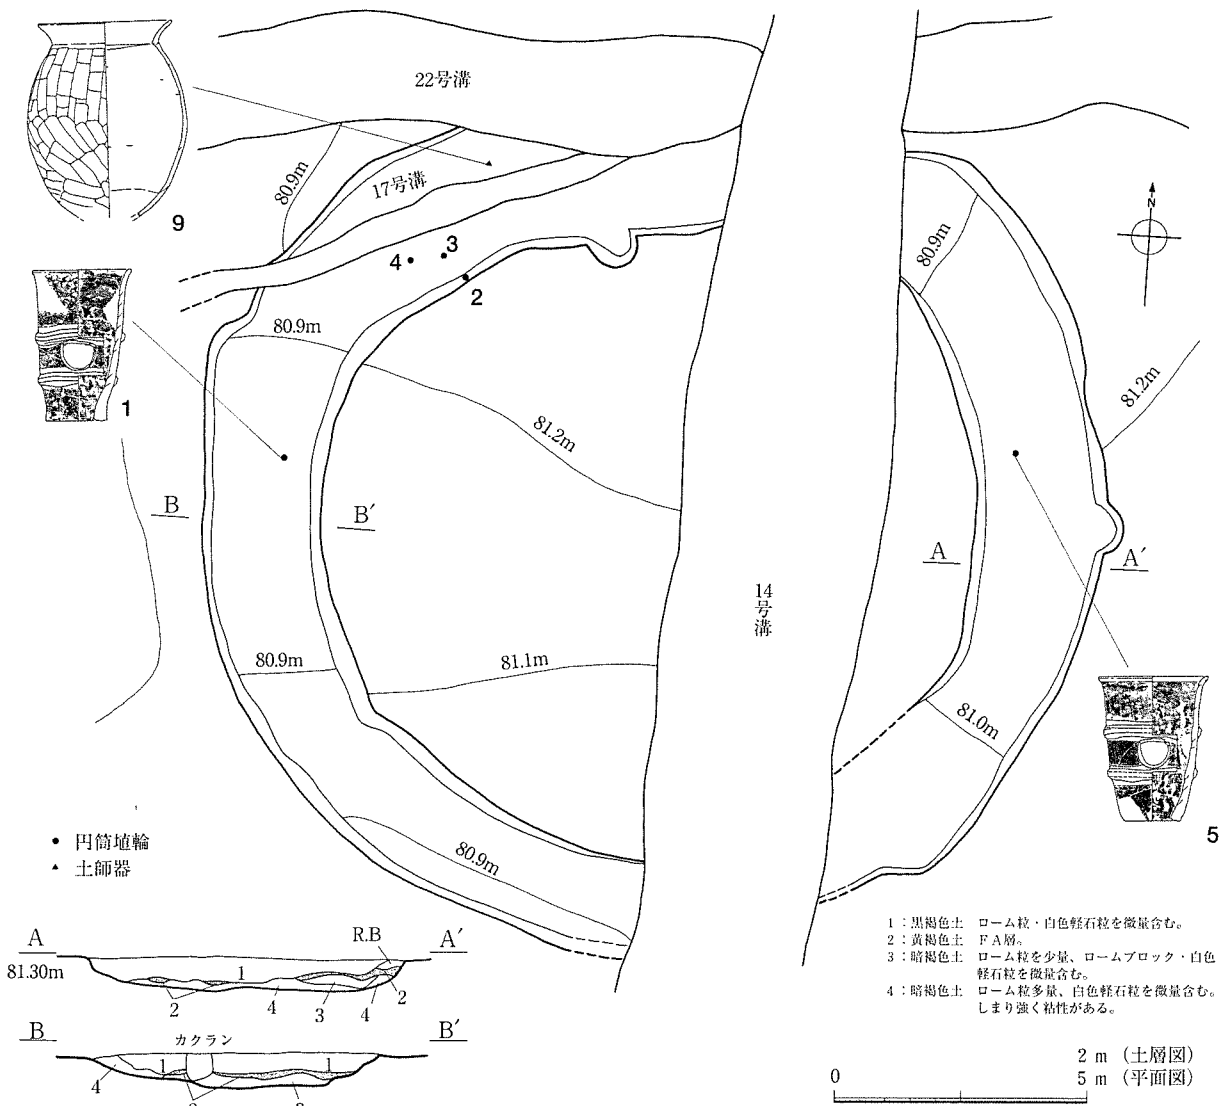 22号溝
17号溝
80.9m
9
4
3
2
N
80.9m
80.9m
1
81.2m
81.2m
B
B′
A
A′
14号溝
80.9m
81.1m
81.0m
80.9m
5
● 円筒埴輪
▲ 土師器
A
R.B
A′
81.30m
1
2
4
3
4
2
B
カクラン
B′
1
1
4
1:黒褐色土 ローム粒・白色軽石粒を微量含む。
2:黄褐色土 FA層。
3:暗褐色土 ローム粒を少量、ロームブロック・白色
軽石粒を微量含む。
4:暗褐色土 ローム粒多量、白色軽石粒を微量含む。
しまり強く粘性がある。
2 m (土層図)
0
5 m (平面図)